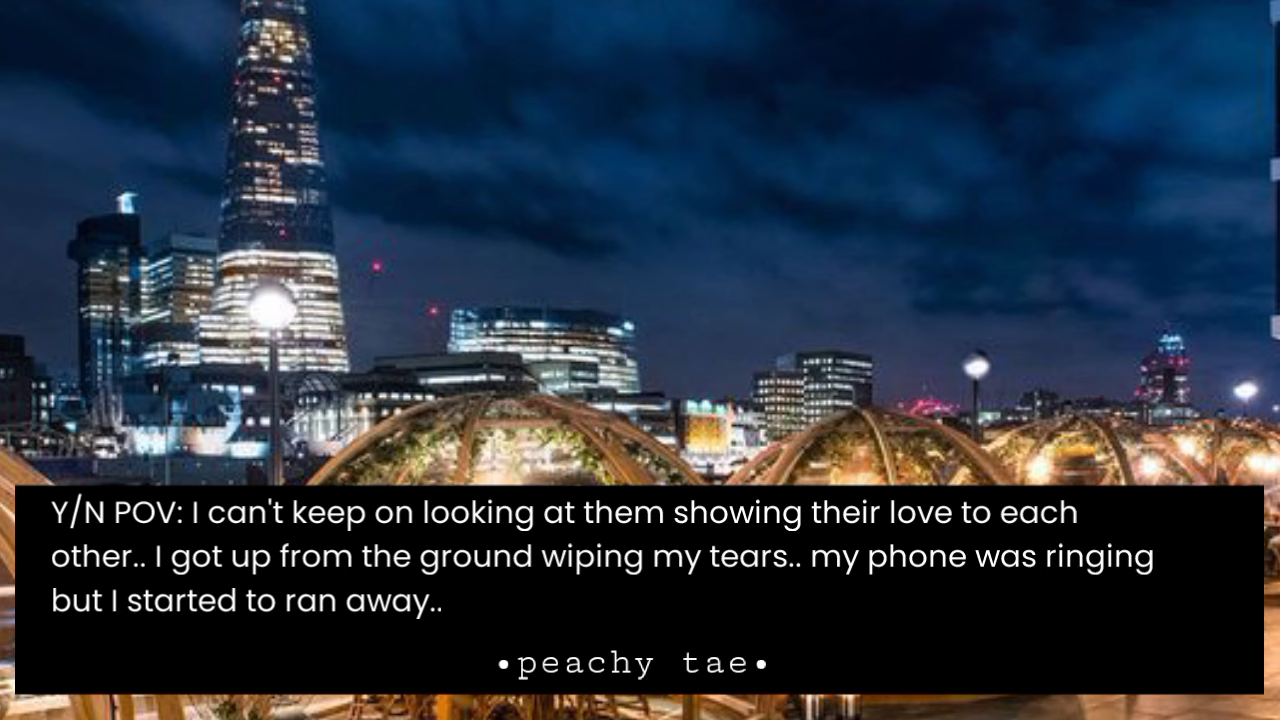 Y/N POV: I can't keep on looking at them showing their love to each
other.. I got up from the ground wiping my tears.. my phone was ringing
but I started to ran away..
•peachy tae•